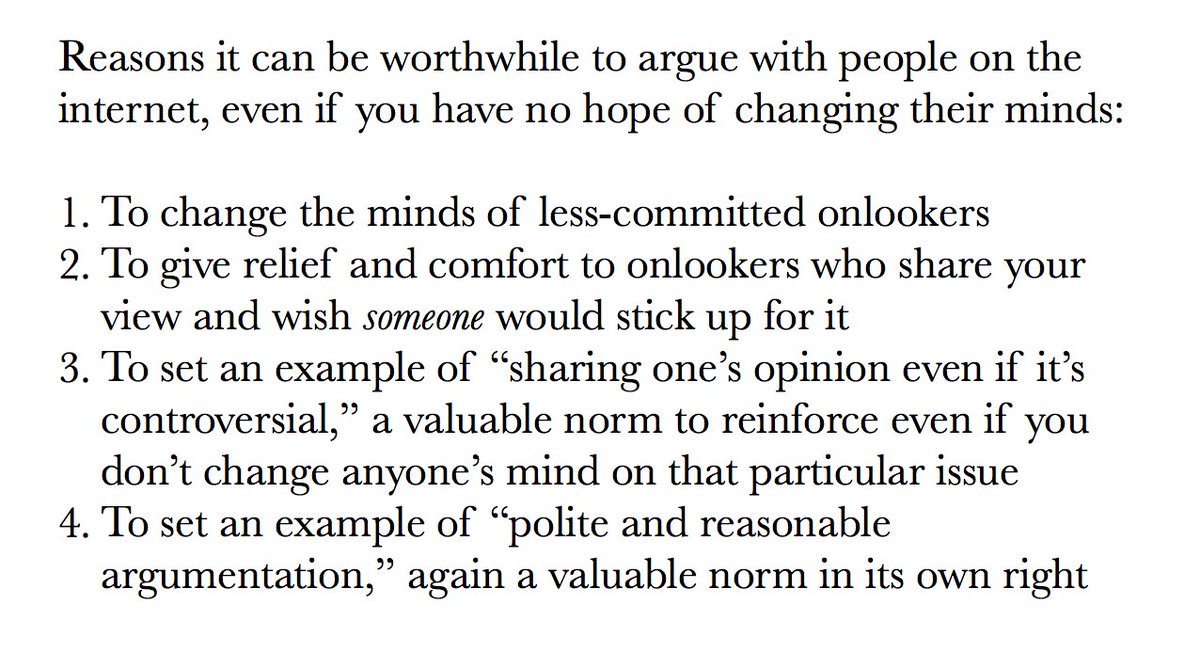 Reasons it can be worthwhile to argue with people on the
internet, even if you have no hope of changing their minds:
1. To change the minds of less-committed onlookers
2. To give relief and comfort to onlookers who share your
view and wish someone would stick up for it
3. To set an example of “sharing one’s opinion even if it’s
controversial,” a valuable norm to reinforce even if you
don’t change anyone’s mind on that particular issue
4. To set an example of “polite and reasonable
argumentation,” again a valuable norm in its own right